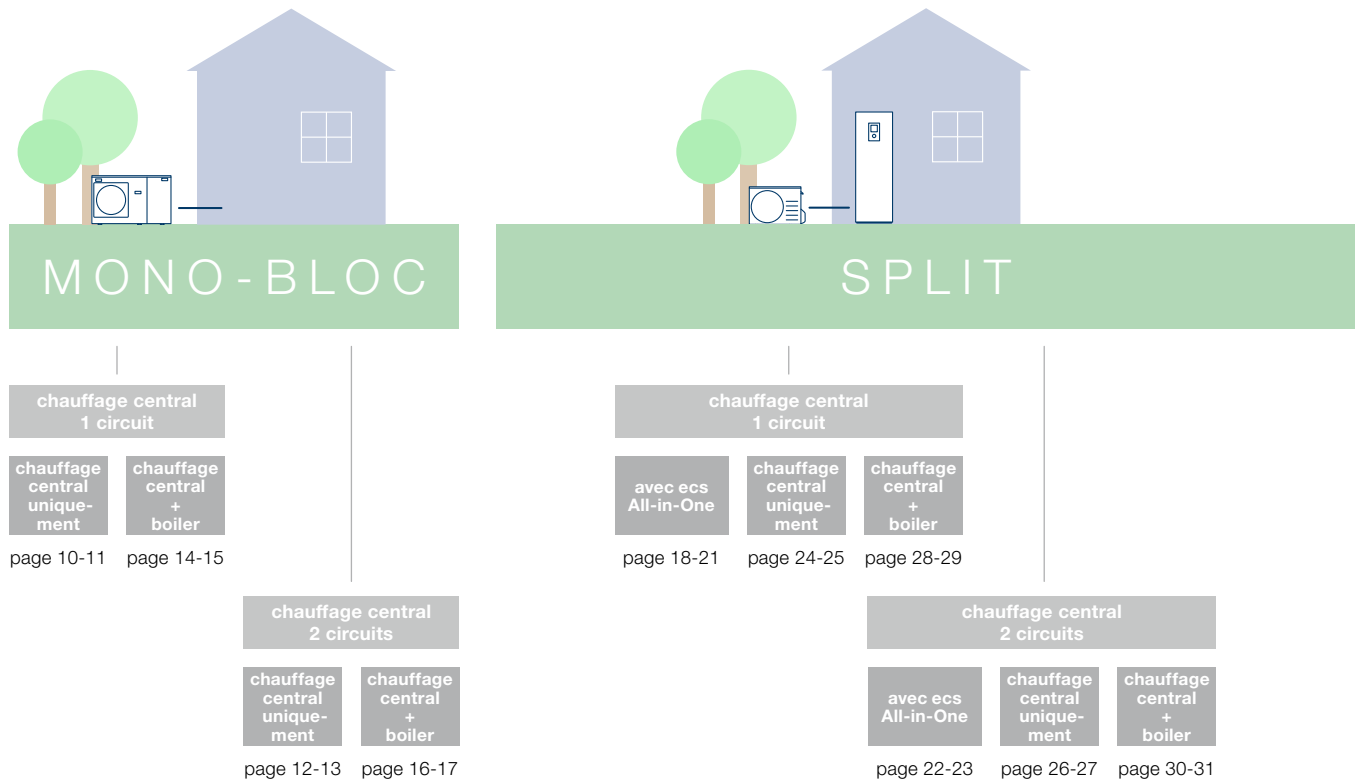 MONO-BLOC
chauffage central
1 circuit
chauffage
central
unique-
ment
page 10-11
chauffage
central
+
boiler
page 14-15
chauffage central
2 circuits
chauffage
central
unique-
ment
page 12-13
chauffage
central
+
boiler
page 16-17
SPLIT
chauffage central
1 circuit
avec ecs
All-in-One
page 18-21
chauffage
central
unique-
ment
page 24-25
chauffage
central
+
boiler
page 28-29
chauffage central
2 circuits
avec ecs
All-in-One
page 22-23
chauffage
central
unique-
ment
page 26-27
chauffage
central
+
boiler
page 30-31